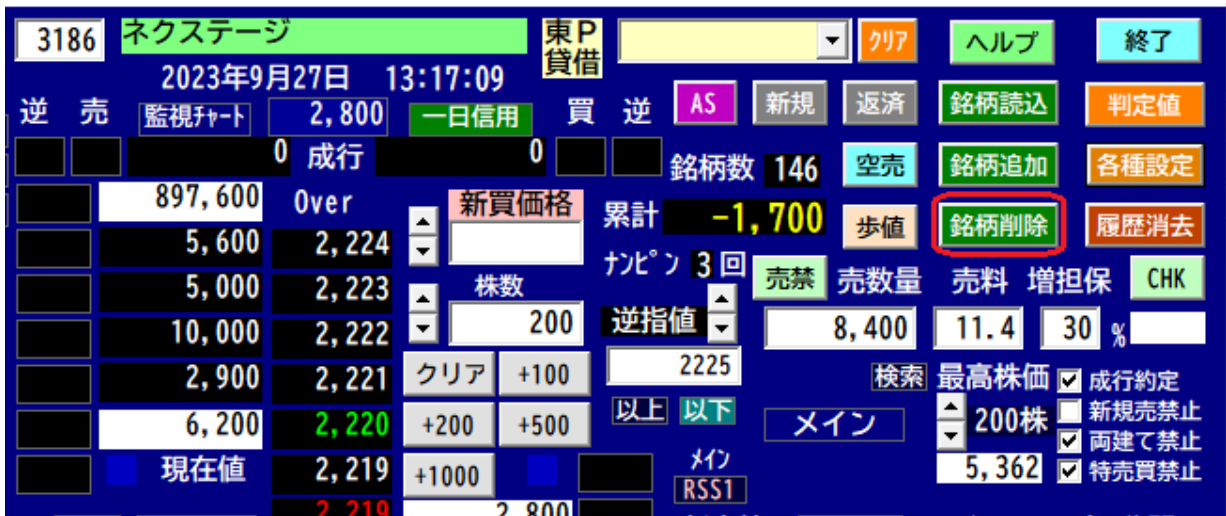 3186 ネクステージ 東P 貸借 クリア ヘルプ 終了
2023年9月27日 13:17:09
逆 売 監視チャート 2,800 一日信用 買 逆 AS 新規 返済 銘柄読込 判定値
0 成行 0 銘柄数 146 空売 銘柄追加 各種設定
897,600 Over 新買価格 累計 -1,700 歩値 銘柄削除 履歴消去
5,600 2,224 ナンピン 3回 売禁 売数量 売料 増担保 CHK
5,000 2,223 株数
10,000 2,222 200 逆指値 8,400 11.4 30 %
2,900 2,221 クリア +100 2225 検索 最高株価 成行約定
6,200 2,220 +200 +500 以上 以下 メイン 200株 新規売禁止
両建て禁止
現在値 2,219 +1000 メイン 5,362 特売買禁止
RSS1
2,219 2,800